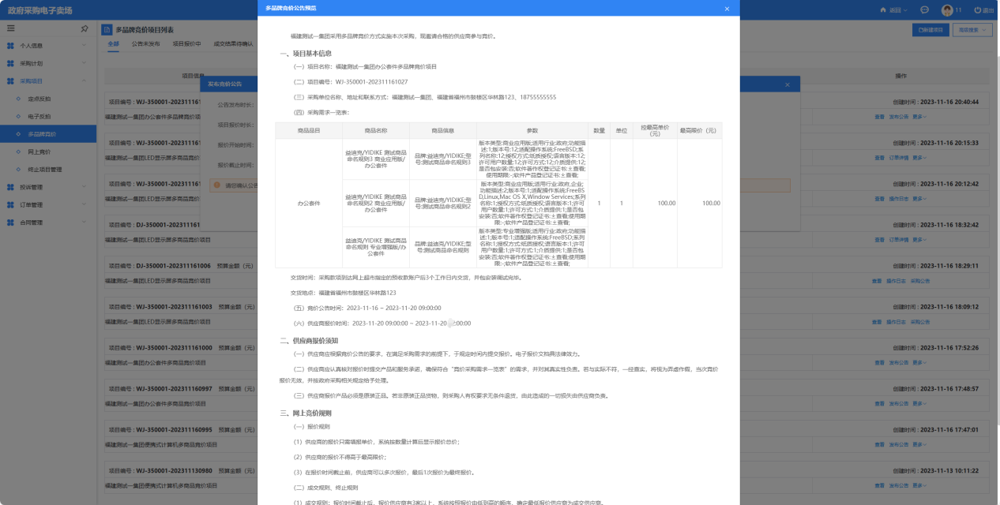 政府采购电子卖场
多品牌竞价公告预览
返回
11
退出
多品牌竞价项目列表
新建项目
高级搜索
全部 公告未发布 项目报价中 成交结果待确认
个人信息
采购计划
采购项目
定点反拍
电子反拍
多品牌竞价
网上竞价
终止项目管理
投诉管理
订单管理
合同管理
项目信息
操作
发布竞价公告
公告发布时长:
项目报价时长:
报价开始时间:
报价截止时间:
请您确认公告
项目编号 : WJ-350001-20231116
福建测试一集团办公套件多品牌竞价项
创建时间 : 2023-11-16 20:40:44
查看 发布公告 更多
项目编号 : WJ-350001-20231116
福建测试一集团LED显示屏多
创建时间 : 2023-11-16 20:15:33
查看 订单详情 更多
项目编号 : WJ-350001-20231116
福建测试一集团LED显示屏多
创建时间 : 2023-11-16 20:12:42
查看 操作日志 更多
项目编号 : DJ-350001-202311161
福建测试一集团LED显示屏多商品竞价项目
创建时间 : 2023-11-16 18:32:42
查看 订单详情 更多
项目编号 : DJ-350001-202311161006 预算金额（元）
福建测试一集团LED显示屏多商品竞价项目
创建时间 : 2023-11-16 18:29:11
查看 操作日志 采购公告
项目编号 : WJ-350001-202311161003 预算金额（元）
福建测试一集团LED显示屏多商品竞价项目
创建时间 : 2023-11-16 18:09:12
查看 操作日志 采购公告
项目编号 : WJ-350001-202311161000 预算金额（元）
福建测试一集团办公套件多商品竞价项目
创建时间 : 2023-11-16 17:52:26
查看 发布公告 更多
项目编号 : WJ-350001-202311160997 预算金额（元）
福建测试一集团办公套件多商品竞价项目
创建时间 : 2023-11-16 17:48:57
查看 发布公告 更多
项目编号 : WJ-350001-202311160995 预算金额（元）
福建测试一集团便携式计算机多商品竞价项目
创建时间 : 2023-11-16 17:47:01
查看 发布公告 更多
项目编号 : WJ-350001-202311130980 预算金额（元）
福建测试一集团便携式计算机多商品竞价项目
创建时间 : 2023-11-13 10:11:22
查看 发布公告 更多
福建测试一集团采用多品牌竞价方式实施本次采购，现邀请合格的供应商参与竞价。
一、项目基本信息
（一）项目名称：福建测试一集团办公套件多品牌竞价项目
（二）项目编号：WJ-350001-202311161027
（三）采购单位名称、地址和联系方式：福建测试一集团，福建省福州市鼓楼区华林路123，18755555555
（四）采购需求一览表：
商品品目 商品名称 商品信息 参数 数量 单位 控最高单价（元） 最高限价（元）
益迪克/YIDIKE 测试商品
命名规则3 商业应用版/
办公套件
品牌:益迪克/YIDIKE;型
号:测试商品命名规则3
版本类型:商业应用版;适用行业:政府;功能描
述:1;版本号:12;适配操作系统:FreeBSD;系
列名称:12;授权方式:纸质授权;语言版本:12;
许可用户数量:12;许可方式:12;介质提供:12;
是否包安装:否;软件著作权登记证书:±查看;
使用期限:-;软件产品登记证书:±查看;
办公套件
益迪克/YIDIKE 测试商品
命名规则2 商业应用版/
办公套件
品牌:益迪克/YIDIKE;型
号:测试商品命名规则2
版本类型:商业应用版;适用行业:政府,企业;
功能描述:2;版本号:1;适配操作系统:FreeBS
D,Linux,Mac OS X,Window Services;系列
名称:1;授权方式:纸质授权;语言版本:1;许可
用户数量:1;许可方式:1;介质提供:1;是否包
安装:否;软件著作权登记证书:±查看;使用期
限:-;软件产品登记证书:±查看;
1 1 100.00 100.00
益迪克/YIDIKE 测试商品
命名规则 专业增强版/办
公套件
品牌:益迪克/YIDIKE;型
号:测试商品命名规则
版本类型:专业增强版;适用行业:政府;功能描
述:1;版本号:1;适配操作系统:FreeBSD;系列
名称:1;授权方式:纸质授权;语言版本:1;许可
用户数量:1;许可方式:1;介质提供:1;是否包
安装:否;软件著作权登记证书:±查看;使用期
限:-;软件产品登记证书:±查看;
交货时间：采购款项到达网上超市指定的预收款账户后3个工作日内交货，并包安装调试完毕。
交货地点：福建省福州市鼓楼区华林路123
（五）竞价公告时间：2023-11-16 ~ 2023-11-20 09:00:00
（六）供应商报价时间：2023-11-20 09:00:00 ~ 2023-11-20 :00:00
二、供应商报价须知
（一）供应商应根据竞价公告的要求，在满足采购需求的前提下，于规定时间内提交报价。电子报价文档具法律效力。
（二）供应商应认真核对报价时提交产品和服务承诺，确保符合“竞价采购需求一览表”的需求，并对其真实性负责。若与实际不符，一经查实，将视为弄虚作假，当次竞价
报价无效，并按政府采购相关规定给予处理。
（三）供应商报价产品必须是原装正品。若非原装正品货物，则采购人有权要求无条件退货，由此造成的一切损失由供应商负责。
三、网上竞价规则
（一）报价规则
（1）供应商的报价只需填报单价，系统按数量计算后显示报价总价；
（2）供应商的报价不得高于最高限价；
（3）在报价时间截止前，供应商可以多次报价，最后1次报价为最终报价。
（二）成交规则、终止规则
（1）成交规则：报价时间截止后，报价供应商有3家以上，系统按照报价由低到高的顺序，确定最低报价供应商为成交供应商。